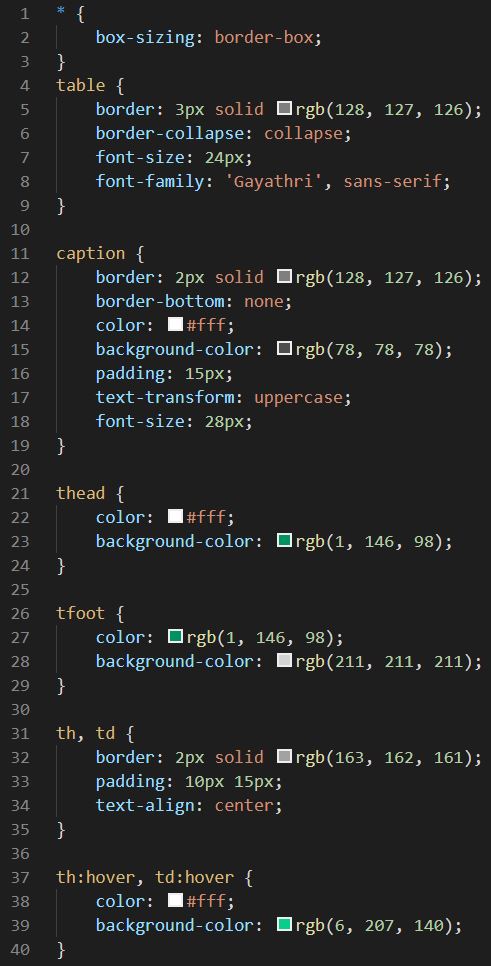 1 * {
2     box-sizing: border-box;
3 }
4 table {
5     border: 3px solid rgb(128, 127, 126);
6     border-collapse: collapse;
7     font-size: 24px;
8     font-family: 'Gayathri', sans-serif;
9 }
10
11 caption {
12     border: 2px solid rgb(128, 127, 126);
13     border-bottom: none;
14     color: #fff;
15     background-color: rgb(78, 78, 78);
16     padding: 15px;
17     text-transform: uppercase;
18     font-size: 28px;
19 }
20
21 thead {
22     color: #fff;
23     background-color: rgb(1, 146, 98);
24 }
25
26 tfoot {
27     color: rgb(1, 146, 98);
28     background-color: rgb(211, 211, 211);
29 }
30
31 th, td {
32     border: 2px solid rgb(163, 162, 161);
33     padding: 10px 15px;
34     text-align: center;
35 }
36
37 th:hover, td:hover {
38     color: #fff;
39     background-color: rgb(6, 207, 140);
40 }